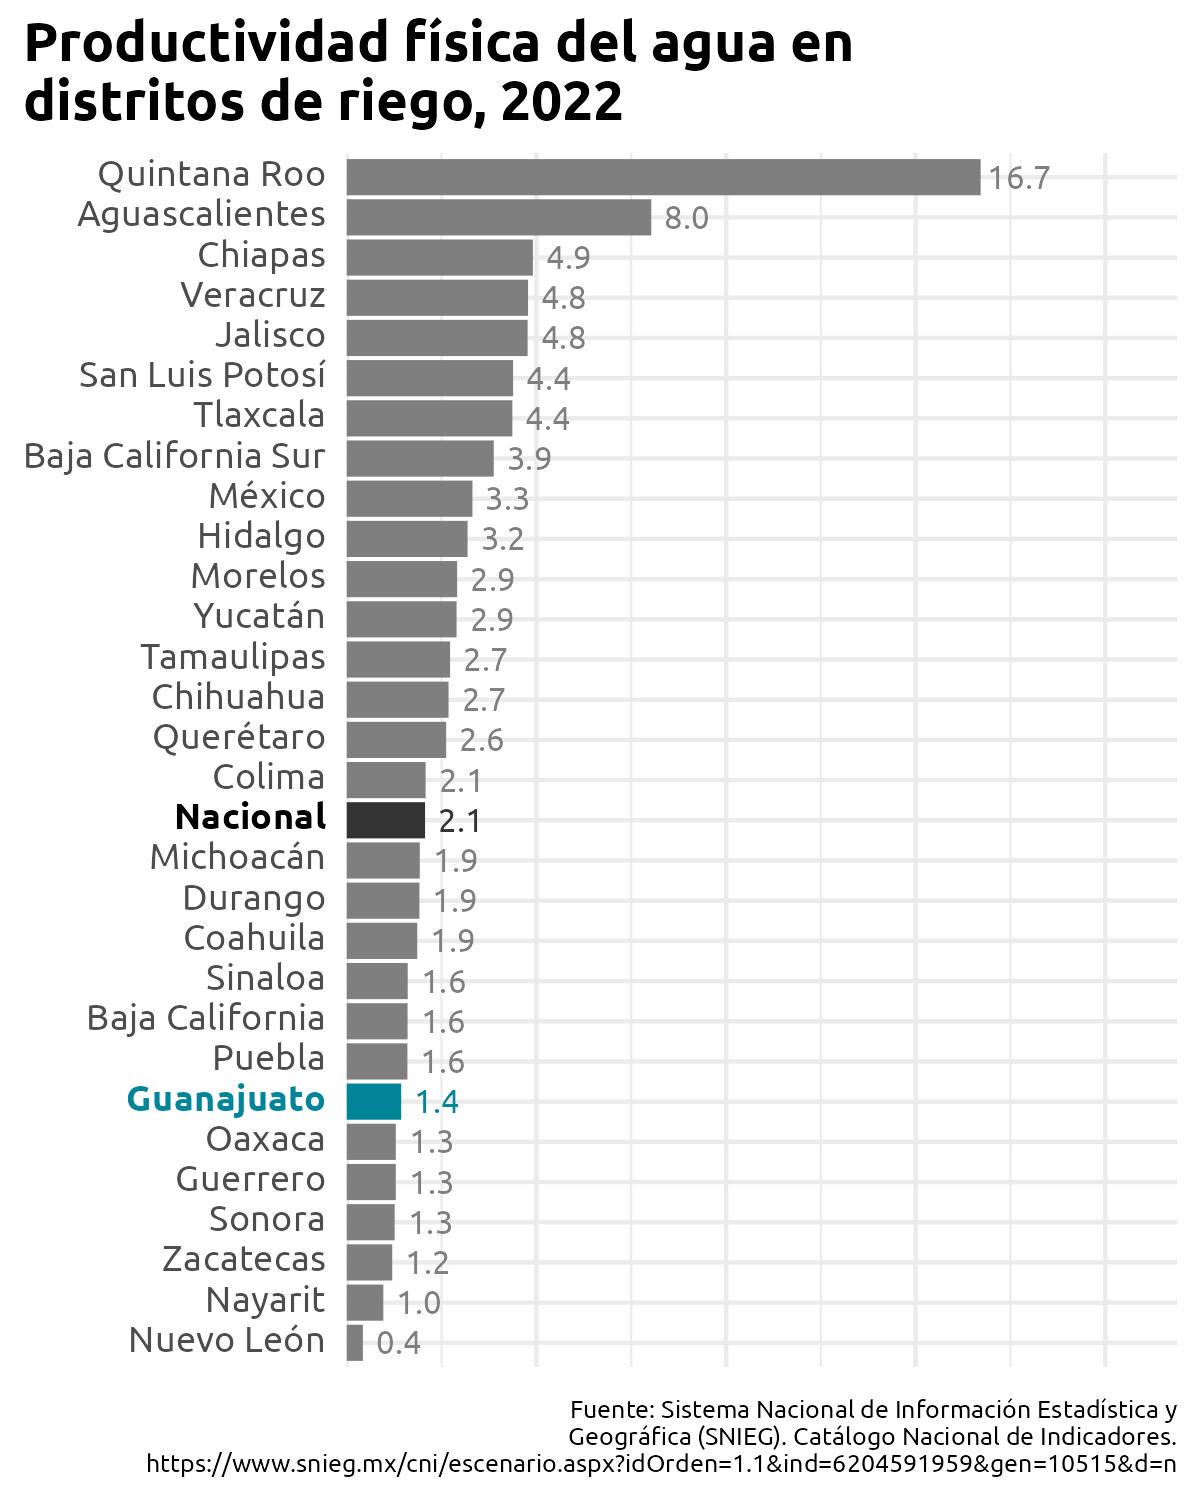 Productividad física del agua en
distritos de riego, 2022
Quintana Roo 16.7
Aguascalientes 8.0
Chiapas 4.9
Veracruz 4.8
Jalisco 4.8
San Luis Potosí 4.4
Tlaxcala 4.4
Baja California Sur 3.9
México 3.3
Hidalgo 3.2
Morelos 2.9
Yucatán 2.9
Tamaulipas 2.7
Chihuahua 2.7
Querétaro 2.6
Colima 2.1
Nacional 2.1
Michoacán 1.9
Durango 1.9
Coahuila 1.9
Sinaloa 1.6
Baja California 1.6
Puebla 1.6
Guanajuato 1.4
Oaxaca 1.3
Guerrero 1.3
Sonora 1.3
Zacatecas 1.2
Nayarit 1.0
Nuevo León 0.4
Fuente: Sistema Nacional de Información Estadística y
Geográfica (SNIEG). Catálogo Nacional de Indicadores.
https://www.snieg.mx/cni/escenario.aspx?idOrden=1.1&ind=6204591959&gen=10515&d=n